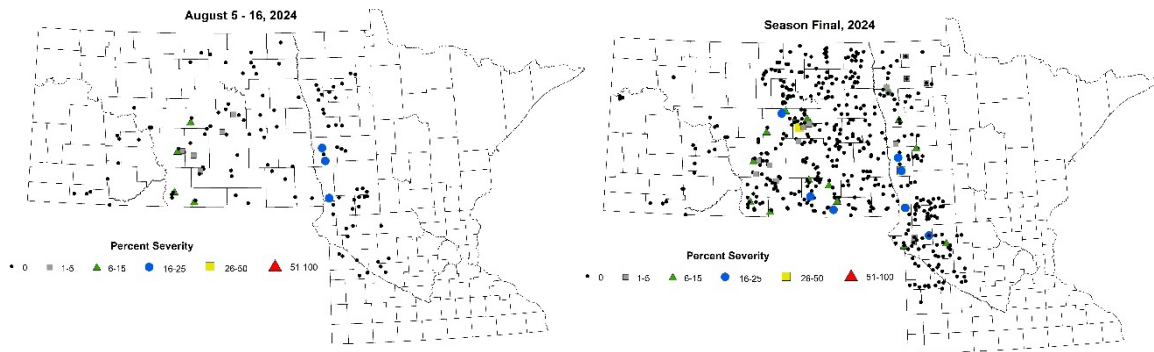 August 5 - 16, 2024
Percent Severity
0 1-5 6-15 16-25 26-50 51 100
Season Final, 2024
Percent Severity
0 1-5 6-15 16-25 26-50 51-100